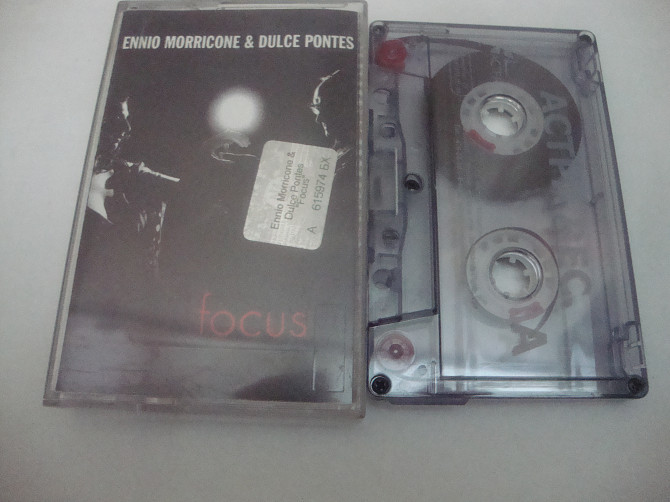 ENNIO MORRICONE & DULCE PONTES
Ennio Morricone &
Dulce Pontes
"Focus"
A 615974 6X
focus
A